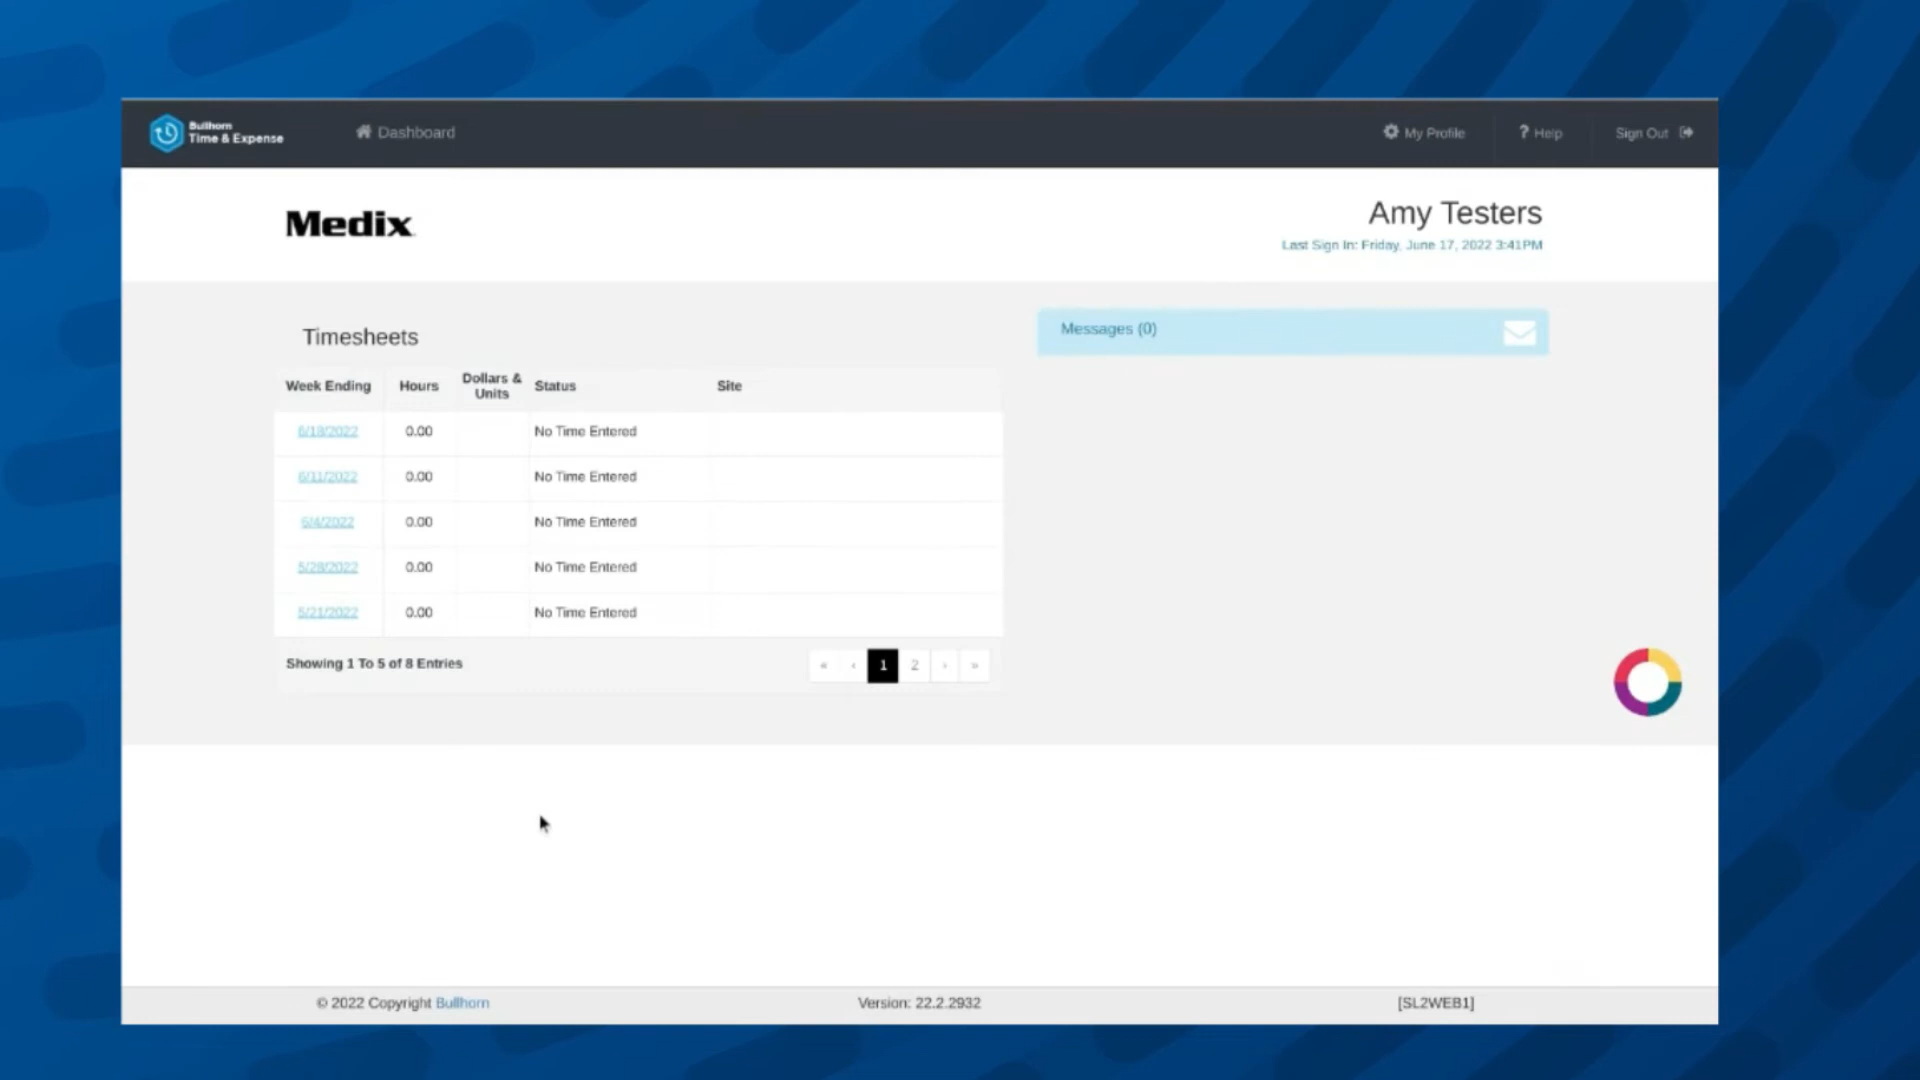 Bullhorn
Time & Expense
Dashboard
My Profile
? Help
Sign Out
Medix
Amy Testers
Last Sign In: Friday, June 17, 2022 3:41PM
Timesheets
Messages (0)
Week Ending Hours Dollars & Units Status Site
6/18/2022 0.00 No Time Entered
6/11/2022 0.00 No Time Entered
6/4/2022 0.00 No Time Entered
5/28/2022 0.00 No Time Entered
5/21/2022 0.00 No Time Entered
Showing 1 To 5 of 8 Entries
« ‹ 1 2 › »
© 2022 Copyright Bullhorn
Version: 22.2.2932
[SL2WEB1]